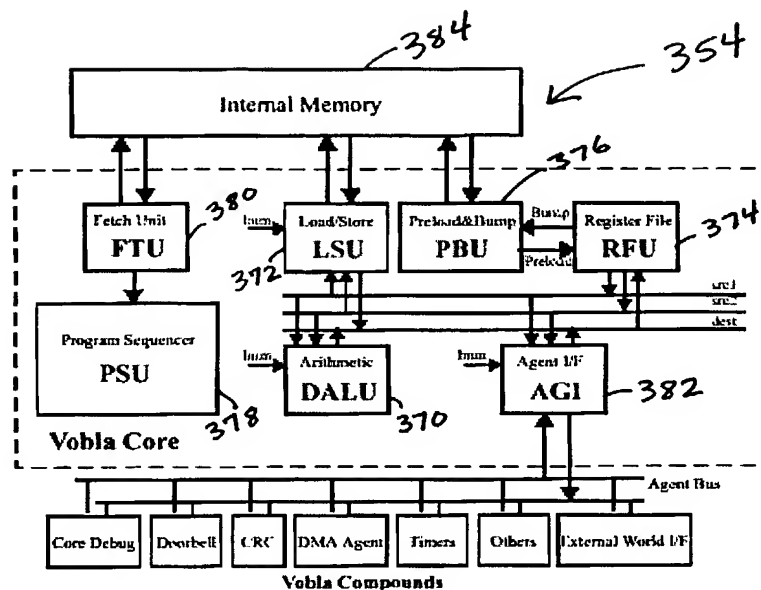 384
354
Internal Memory
376
380
374
Fetch Unit
FTU
Imm
Load/Store
LSU
372
Preload&Bump
PBU
Bump
Preload
Register File
RFU
src1
src2
dest
Program Sequencer
PSU
378
Imm
Arithmetic
DALU
370
Imm
Agent I/F
AGI
382
Vobla Core
Agent Bus
Core Debug
Doorbell
CRC
DMA Agent
Timers
Others
External World I/F
Vobla Compounds